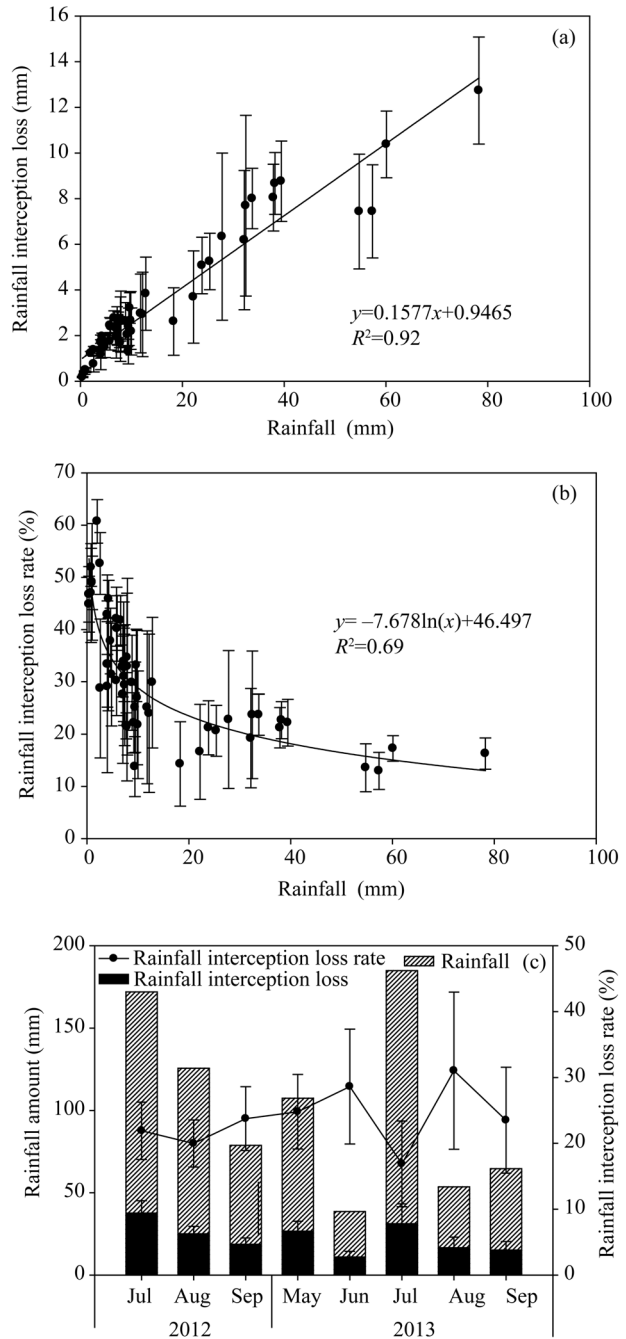 16
14
12
10
8
6
4
2
0
Rainfall interception loss (mm)
(a)
y=0.1577x+0.9465
R²=0.92
0 20 40 60 80 100
Rainfall (mm)
70
60
50
40
30
20
10
0
Rainfall interception loss rate (%)
(b)
y= –7.678ln(x)+46.497
R²=0.69
0 20 40 60 80 100
Rainfall (mm)
200
150
100
50
0
Rainfall amount (mm)
Rainfall interception loss rate Rainfall (c)
Rainfall interception loss
50
40
30
20
10
0
Rainfall interception loss rate (%)
Jul Aug Sep May Jun Jul Aug Sep
2012 2013